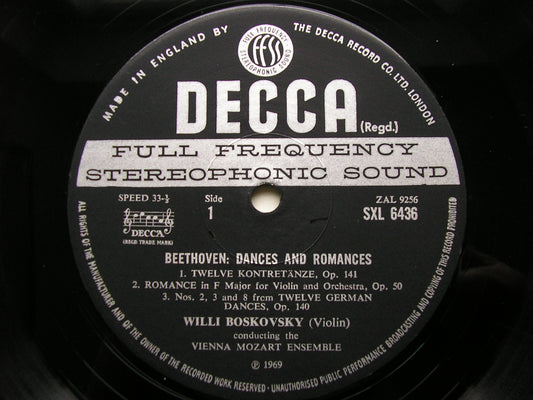 MADE IN ENGLAND BY
FULL FREQUENCY
ffss
STEREOPHONIC SOUND
THE DECCA RECORD CO. LTD. LONDON
DECCA
(Regd.)
FULL FREQUENCY
STEREOPHONIC SOUND
SPEED 33-⅓
Side
1
ZAL 9256
SXL 6436
DECCA
(REGD TRADE MARK)
BEETHOVEN: DANCES AND ROMANCES
1. TWELVE KONTRETÄNZE, Op. 141
2. ROMANCE in F Major for Violin and Orchestra, Op. 50
3. Nos. 2, 3 and 8 from TWELVE GERMAN
DANCES, Op. 140
WILLI BOSKOVSKY (Violin)
conducting the
VIENNA MOZART ENSEMBLE
℗ 1969
ALL RIGHTS OF THE MANUFACTURER AND OF THE OWNER OF THE RECORDED WORK RESERVED · UNAUTHORISED PUBLIC PERFORMANCE BROADCASTING AND COPYING OF THIS RECORD PROHIBITED